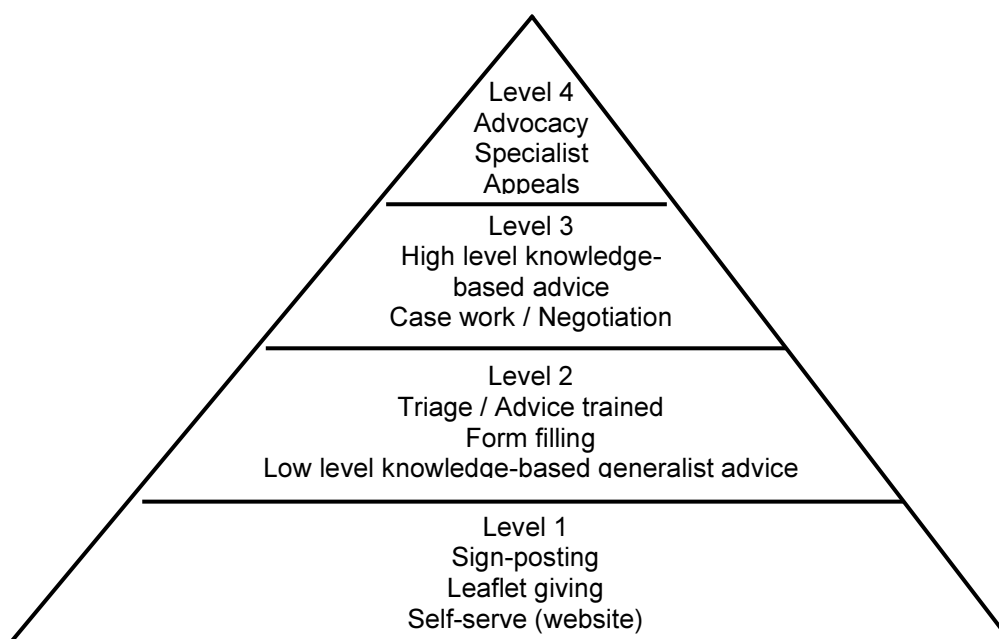 Level 4
Advocacy
Specialist
Appeals
Level 3
High level knowledge-
based advice
Case work / Negotiation
Level 2
Triage / Advice trained
Form filling
Low level knowledge-based generalist advice
Level 1
Sign-posting
Leaflet giving
Self-serve (website)